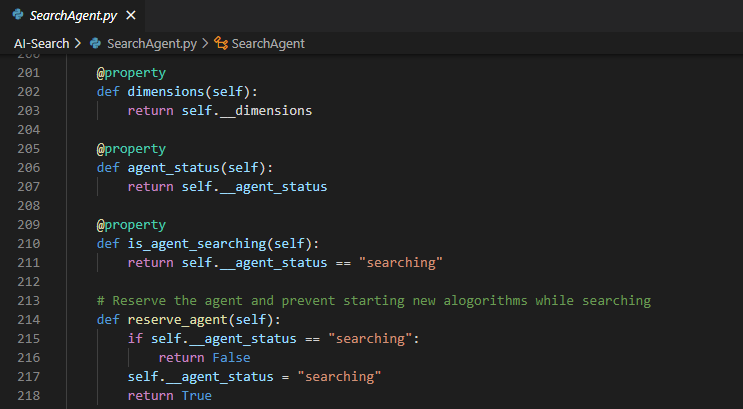 SearchAgent.py ×
AI-Search > SearchAgent.py > SearchAgent
200
201 @property
202 def dimensions(self):
203 return self.__dimensions
204
205 @property
206 def agent_status(self):
207 return self.__agent_status
208
209 @property
210 def is_agent_searching(self):
211 return self.__agent_status == "searching"
212
213 # Reserve the agent and prevent starting new alogorithms while searching
214 def reserve_agent(self):
215 if self.__agent_status == "searching":
216 return False
217 self.__agent_status = "searching"
218 return True